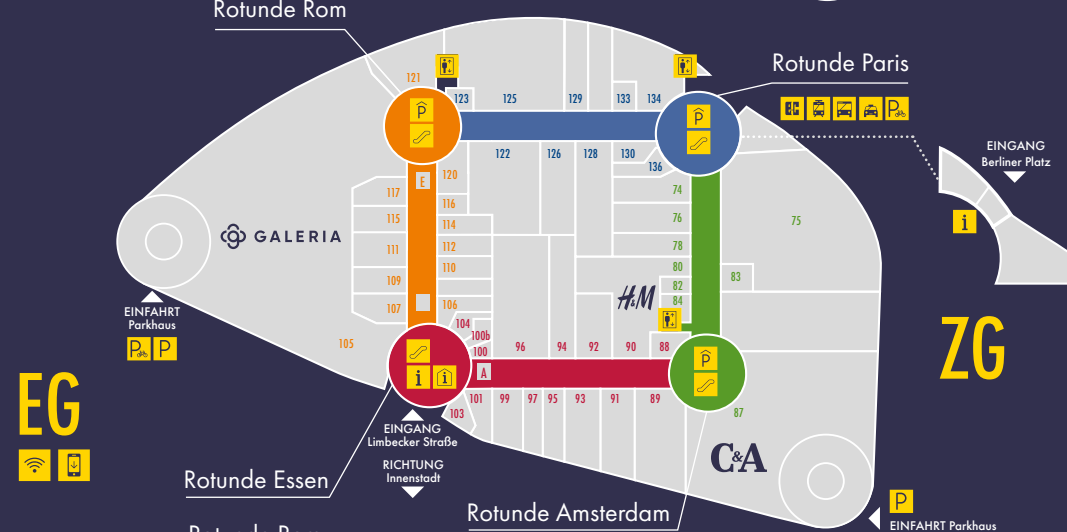 Rotunde Rom
Rotunde Paris
EINGANG
Berliner Platz
121
123
125
129
133
134
122
126
128
130
136
120
117
116
115
114
112
111
110
109
107
106
105
E
GALERIA
74
76
75
78
80
82
84
83
H&M
104
100b
100
96
94
92
90
88
A
101
99
97
95
93
91
89
103
87
C&A
EINFAHRT
Parkhaus
P
P
EG
ZG
i
i
P
P
P
P
EINGANG
Limbecker Straße
RICHTUNG
Innenstadt
Rotunde Essen
Rotunde Amsterdam
P
EINFAHRT Parkhaus